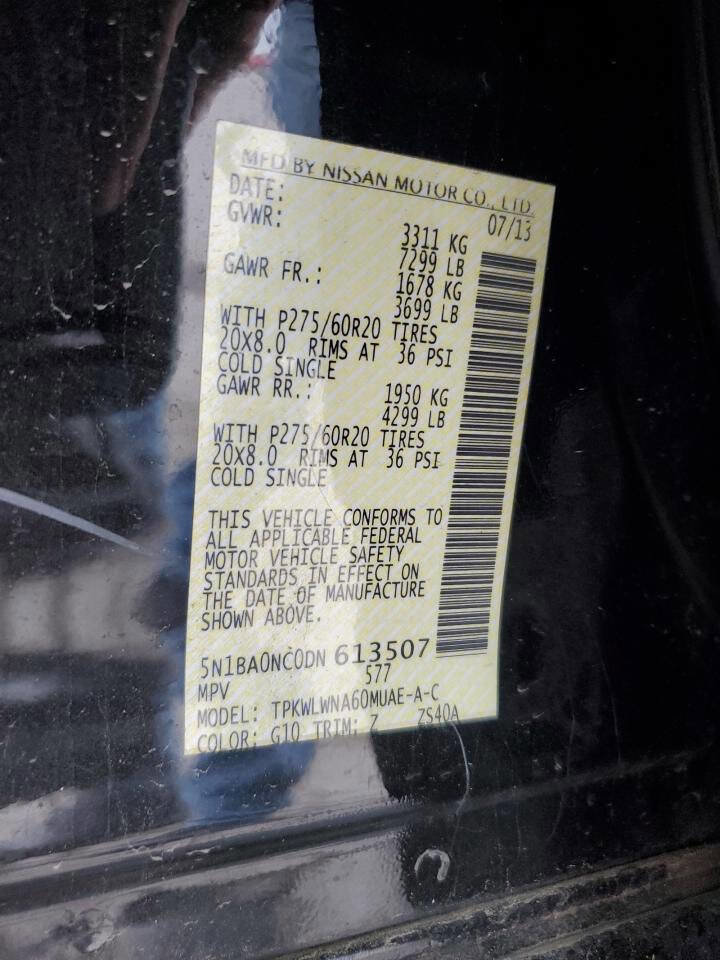 MFD BY NISSAN MOTOR CO., LTD.
DATE: 07/13
GVWR: 3311 KG
7299 LB
GAWR FR.: 1678 KG
3699 LB
WITH P275/60R20 TIRES
20X8.0 RIMS AT 36 PSI
COLD SINGLE
GAWR RR.: 1950 KG
4299 LB
WITH P275/60R20 TIRES
20X8.0 RIMS AT 36 PSI
COLD SINGLE
THIS VEHICLE CONFORMS TO
ALL APPLICABLE FEDERAL
MOTOR VEHICLE SAFETY
STANDARDS IN EFFECT ON
THE DATE OF MANUFACTURE
SHOWN ABOVE.
5N1BA0NC0DN 613507
MPV 577
MODEL: TPKWLWNA60MUAE-A-C
COLOR: G10 TRIM: Z ZS40A